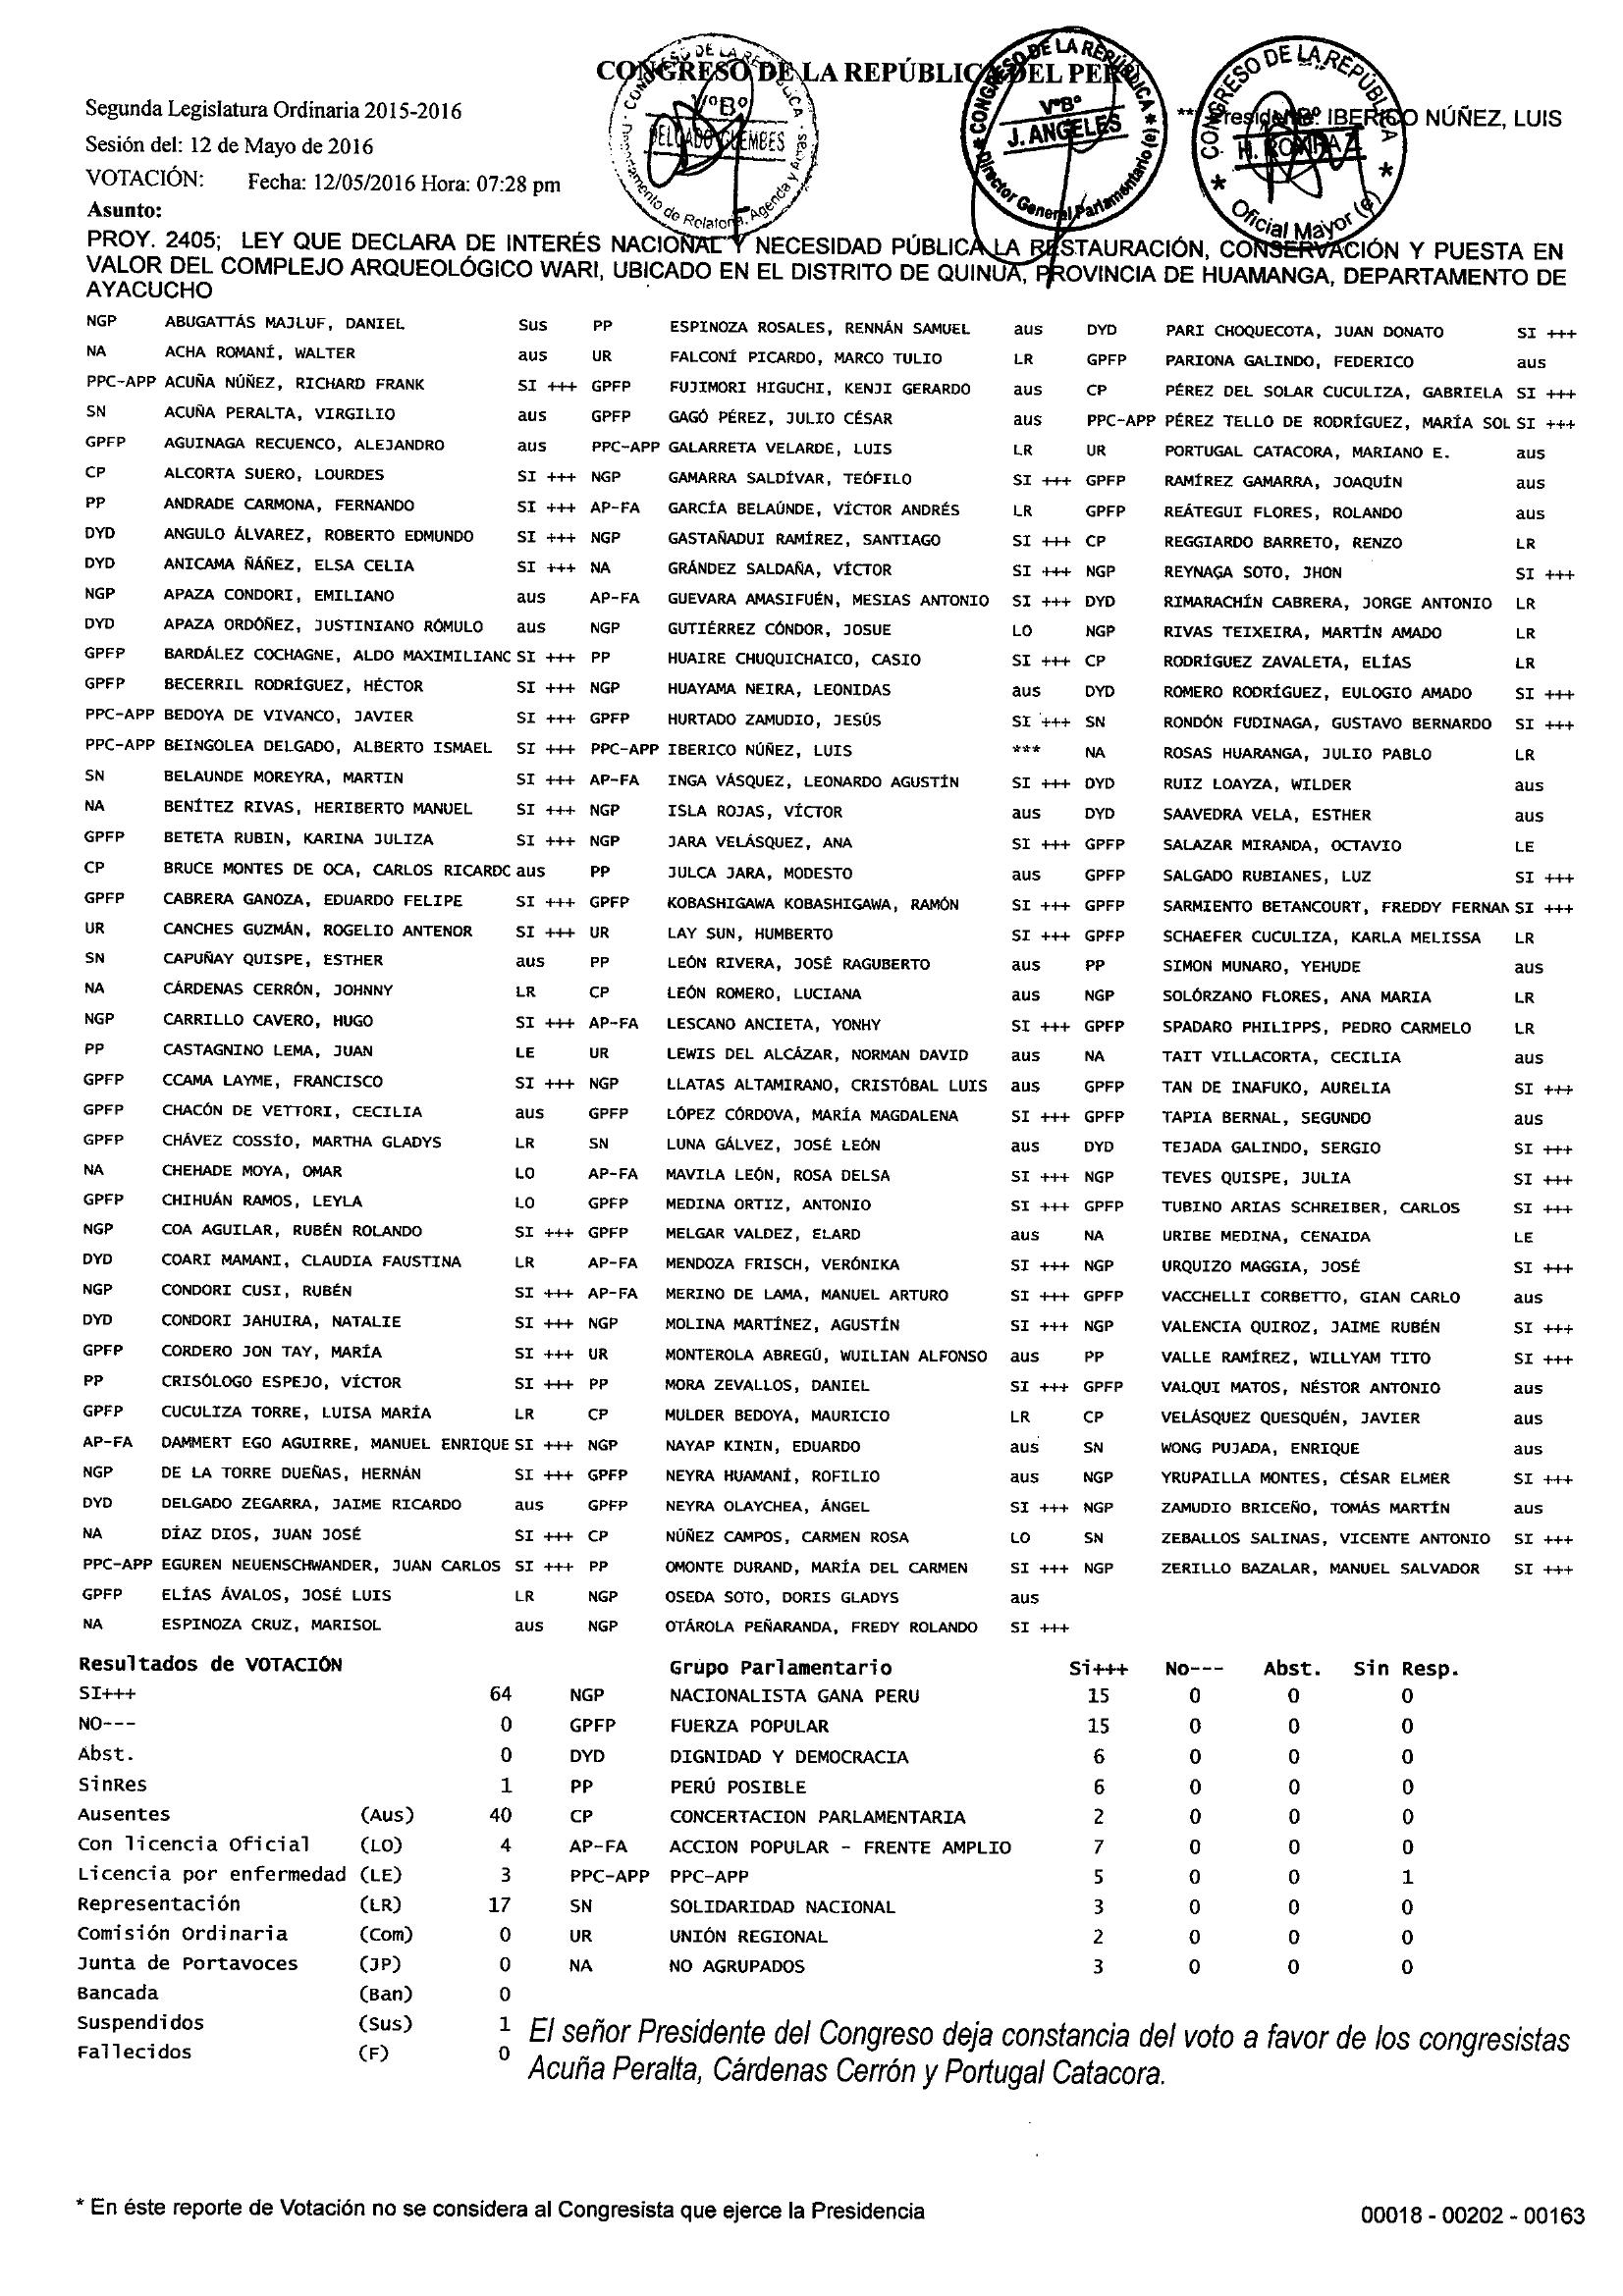 CONGRESO DE LA REPÚBLICA DEL PERÚ
Segunda Legislatura Ordinaria 2015-2016
*** Presidente: IBERICO NÚÑEZ, LUIS
Sesión del: 12 de Mayo de 2016
VOTACIÓN: Fecha: 12/05/2016 Hora: 07:28 pm
VºBº
DELGADO GUEMBES
Departamento de Relatoría, Agenda y Actas
CONGRESO DE LA REPÚBLICA
VºBº
J. ANGELES
Director General Parlamentario (e)
CONGRESO DE LA REPÚBLICA
Oficial Mayor (e)
Asunto:
PROY. 2405; LEY QUE DECLARA DE INTERÉS NACIONAL Y NECESIDAD PÚBLICA LA RESTAURACIÓN, CONSERVACIÓN Y PUESTA EN
VALOR DEL COMPLEJO ARQUEOLÓGICO WARI, UBICADO EN EL DISTRITO DE QUINUA, PROVINCIA DE HUAMANGA, DEPARTAMENTO DE
AYACUCHO
NGP ABUGATTÁS MAJLUF, DANIEL Sus PP ESPINOZA ROSALES, RENNÁN SAMUEL aus DYD PARI CHOQUECOTA, JUAN DONATO SI +++
NA ACHA ROMANÍ, WALTER aus UR FALCONÍ PICARDO, MARCO TULIO LR GPFP PARIONA GALINDO, FEDERICO aus
PPC-APP ACUÑA NÚÑEZ, RICHARD FRANK SI +++ GPFP FUJIMORI HIGUCHI, KENJI GERARDO aus CP PÉREZ DEL SOLAR CUCULIZA, GABRIELA SI +++
SN ACUÑA PERALTA, VIRGILIO aus GPFP GAGÓ PÉREZ, JULIO CÉSAR aus PPC-APP PÉREZ TELLO DE RODRÍGUEZ, MARÍA SOL SI +++
GPFP AGUINAGA RECUENCO, ALEJANDRO aus PPC-APP GALARRETA VELARDE, LUIS LR UR PORTUGAL CATACORA, MARIANO E. aus
CP ALCORTA SUERO, LOURDES SI +++ NGP GAMARRA SALDÍVAR, TEÓFILO SI +++ GPFP RAMÍREZ GAMARRA, JOAQUÍN aus
PP ANDRADE CARMONA, FERNANDO SI +++ AP-FA GARCÍA BELAÚNDE, VÍCTOR ANDRÉS LR GPFP REÁTEGUI FLORES, ROLANDO aus
DYD ANGULO ÁLVAREZ, ROBERTO EDMUNDO SI +++ NGP GASTAÑADUI RAMÍREZ, SANTIAGO SI +++ CP REGGIARDO BARRETO, RENZO LR
DYD ANICAMA ÑÁÑEZ, ELSA CELIA SI +++ NA GRÁNDEZ SALDAÑA, VÍCTOR SI +++ NGP REYNAGA SOTO, JHON SI +++
NGP APAZA CONDORI, EMILIANO aus AP-FA GUEVARA AMASIFUÉN, MESIAS ANTONIO SI +++ DYD RIMARACHÍN CABRERA, JORGE ANTONIO LR
DYD APAZA ORDÓÑEZ, JUSTINIANO RÓMULO aus NGP GUTIÉRREZ CÓNDOR, JOSUE LO NGP RIVAS TEIXEIRA, MARTÍN AMADO LR
GPFP BARDÁLEZ COCHAGNE, ALDO MAXIMILIANO SI +++ PP HUAIRE CHUQUICHAICO, CASIO SI +++ CP RODRÍGUEZ ZAVALETA, ELÍAS LR
GPFP BECERRIL RODRÍGUEZ, HÉCTOR SI +++ NGP HUAYAMA NEIRA, LEONIDAS aus DYD ROMERO RODRÍGUEZ, EULOGIO AMADO SI +++
PPC-APP BEDOYA DE VIVANCO, JAVIER SI +++ GPFP HURTADO ZAMUDIO, JESÚS SI +++ SN RONDÓN FUDINAGA, GUSTAVO BERNARDO SI +++
PPC-APP BEINGOLEA DELGADO, ALBERTO ISMAEL SI +++ PPC-APP IBERICO NÚÑEZ, LUIS *** NA ROSAS HUARANGA, JULIO PABLO LR
SN BELAUNDE MOREYRA, MARTIN SI +++ AP-FA INGA VÁSQUEZ, LEONARDO AGUSTÍN SI +++ DYD RUIZ LOAYZA, WILDER aus
NA BENÍTEZ RIVAS, HERIBERTO MANUEL SI +++ NGP ISLA ROJAS, VÍCTOR aus DYD SAAVEDRA VELA, ESTHER aus
GPFP BETETA RUBIN, KARINA JULIZA SI +++ NGP JARA VELÁSQUEZ, ANA SI +++ GPFP SALAZAR MIRANDA, OCTAVIO LE
CP BRUCE MONTES DE OCA, CARLOS RICARDO aus PP JULCA JARA, MODESTO aus GPFP SALGADO RUBIANES, LUZ SI +++
GPFP CABRERA GANOZA, EDUARDO FELIPE SI +++ GPFP KOBASHIGAWA KOBASHIGAWA, RAMÓN SI +++ GPFP SARMIENTO BETANCOURT, FREDDY FERNAN SI +++
UR CANCHES GUZMÁN, ROGELIO ANTENOR SI +++ UR LAY SUN, HUMBERTO SI +++ GPFP SCHAEFER CUCULIZA, KARLA MELISSA LR
SN CAPUÑAY QUISPE, ESTHER aus PP LEÓN RIVERA, JOSÉ RAGUBERTO aus PP SIMON MUNARO, YEHUDE aus
NA CÁRDENAS CERRÓN, JOHNNY LR CP LEÓN ROMERO, LUCIANA aus NGP SOLÓRZANO FLORES, ANA MARIA LR
NGP CARRILLO CAVERO, HUGO SI +++ AP-FA LESCANO ANCIETA, YONHY SI +++ GPFP SPADARO PHILIPPS, PEDRO CARMELO LR
PP CASTAGNINO LEMA, JUAN LE UR LEWIS DEL ALCÁZAR, NORMAN DAVID aus NA TAIT VILLACORTA, CECILIA aus
GPFP CCAMA LAYME, FRANCISCO SI +++ NGP LLATAS ALTAMIRANO, CRISTÓBAL LUIS aus GPFP TAN DE INAFUKO, AURELIA SI +++
GPFP CHACÓN DE VETTORI, CECILIA aus GPFP LÓPEZ CÓRDOVA, MARÍA MAGDALENA SI +++ GPFP TAPIA BERNAL, SEGUNDO aus
GPFP CHÁVEZ COSSÍO, MARTHA GLADYS LR SN LUNA GÁLVEZ, JOSÉ LEÓN aus DYD TEJADA GALINDO, SERGIO SI +++
NA CHEHADE MOYA, OMAR LO AP-FA MAVILA LEÓN, ROSA DELSA SI +++ NGP TEVES QUISPE, JULIA SI +++
GPFP CHIHUÁN RAMOS, LEYLA LO GPFP MEDINA ORTIZ, ANTONIO SI +++ GPFP TUBINO ARIAS SCHREIBER, CARLOS SI +++
NGP COA AGUILAR, RUBÉN ROLANDO SI +++ GPFP MELGAR VALDEZ, ELARD aus NA URIBE MEDINA, CENAIDA LE
DYD COARI MAMANI, CLAUDIA FAUSTINA LR AP-FA MENDOZA FRISCH, VERÓNIKA SI +++ NGP URQUIZO MAGGIA, JOSÉ SI +++
NGP CONDORI CUSI, RUBÉN SI +++ AP-FA MERINO DE LAMA, MANUEL ARTURO SI +++ GPFP VACCHELLI CORBETTO, GIAN CARLO aus
DYD CONDORI JAHUIRA, NATALIE SI +++ NGP MOLINA MARTÍNEZ, AGUSTÍN SI +++ NGP VALENCIA QUIROZ, JAIME RUBÉN SI +++
GPFP CORDERO JON TAY, MARÍA SI +++ UR MONTEROLA ABREGÚ, WUILIAN ALFONSO aus PP VALLE RAMÍREZ, WILLYAM TITO SI +++
PP CRISÓLOGO ESPEJO, VÍCTOR SI +++ PP MORA ZEVALLOS, DANIEL SI +++ GPFP VALQUI MATOS, NÉSTOR ANTONIO aus
GPFP CUCULIZA TORRE, LUISA MARÍA LR CP MULDER BEDOYA, MAURICIO LR CP VELÁSQUEZ QUESQUÉN, JAVIER aus
AP-FA DAMMERT EGO AGUIRRE, MANUEL ENRIQUE SI +++ NGP NAYAP KININ, EDUARDO aus SN WONG PUJADA, ENRIQUE aus
NGP DE LA TORRE DUEÑAS, HERNÁN SI +++ GPFP NEYRA HUAMANÍ, ROFILIO aus NGP YRUPAILLA MONTES, CÉSAR ELMER SI +++
DYD DELGADO ZEGARRA, JAIME RICARDO aus GPFP NEYRA OLAYCHEA, ÁNGEL SI +++ NGP ZAMUDIO BRICEÑO, TOMÁS MARTÍN aus
NA DÍAZ DIOS, JUAN JOSÉ SI +++ CP NÚÑEZ CAMPOS, CARMEN ROSA LO SN ZEBALLOS SALINAS, VICENTE ANTONIO SI +++
PPC-APP EGUREN NEUENSCHWANDER, JUAN CARLOS SI +++ PP OMONTE DURAND, MARÍA DEL CARMEN SI +++ NGP ZERILLO BAZALAR, MANUEL SALVADOR SI +++
GPFP ELÍAS ÁVALOS, JOSÉ LUIS LR NGP OSEDA SOTO, DORIS GLADYS aus
NA ESPINOZA CRUZ, MARISOL aus NGP OTÁROLA PEÑARANDA, FREDY ROLANDO SI +++
Resultados de VOTACIÓN Grupo Parlamentario Si+++ No--- Abst. Sin Resp.
SI+++ 64 NGP NACIONALISTA GANA PERU 15 0 0 0
NO--- 0 GPFP FUERZA POPULAR 15 0 0 0
Abst. 0 DYD DIGNIDAD Y DEMOCRACIA 6 0 0 0
SinRes 1 PP PERÚ POSIBLE 6 0 0 0
Ausentes (Aus) 40 CP CONCERTACION PARLAMENTARIA 2 0 0 0
Con licencia Oficial (LO) 4 AP-FA ACCION POPULAR - FRENTE AMPLIO 7 0 0 0
Licencia por enfermedad (LE) 3 PPC-APP PPC-APP 5 0 0 1
Representación (LR) 17 SN SOLIDARIDAD NACIONAL 3 0 0 0
Comisión Ordinaria (Com) 0 UR UNIÓN REGIONAL 2 0 0 0
Junta de Portavoces (JP) 0 NA NO AGRUPADOS 3 0 0 0
Bancada (Ban) 0
Suspendidos (Sus) 1
Fallecidos (F) 0
El señor Presidente del Congreso deja constancia del voto a favor de los congresistas
Acuña Peralta, Cárdenas Cerrón y Portugal Catacora.
* En éste reporte de Votación no se considera al Congresista que ejerce la Presidencia
00018 - 00202 - 00163